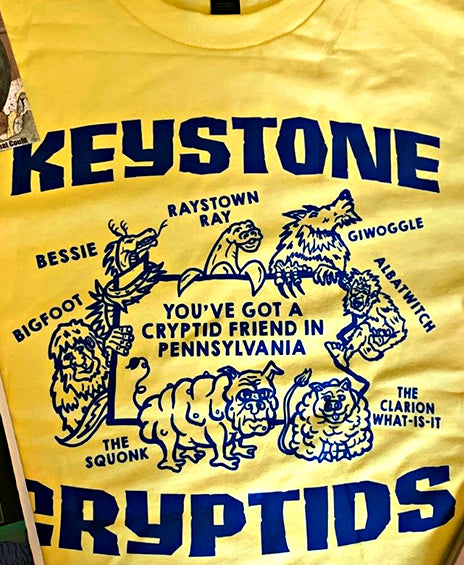 KEYSTONE
RAYSTOWN
RAY
BESSIE
GIWOGGLE
BIGFOOT
ALBATWITCH
YOU'VE GOT A
CRYPTID FRIEND IN
PENNSYLVANIA
THE
SQUONK
THE
CLARION
WHAT-IS-IT
CRYPTIDS